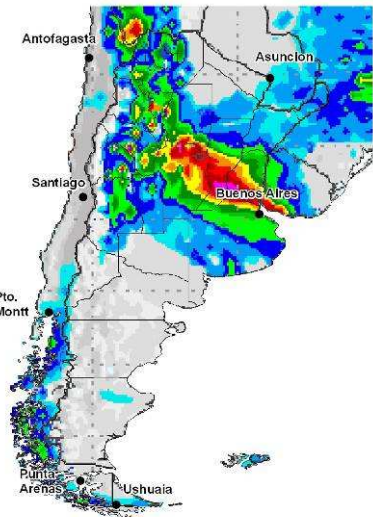 Antofagasta
Asuncion
Santiago
Buenos Aires
Pto.
Montt
Punta
Arenas
Ushuaia